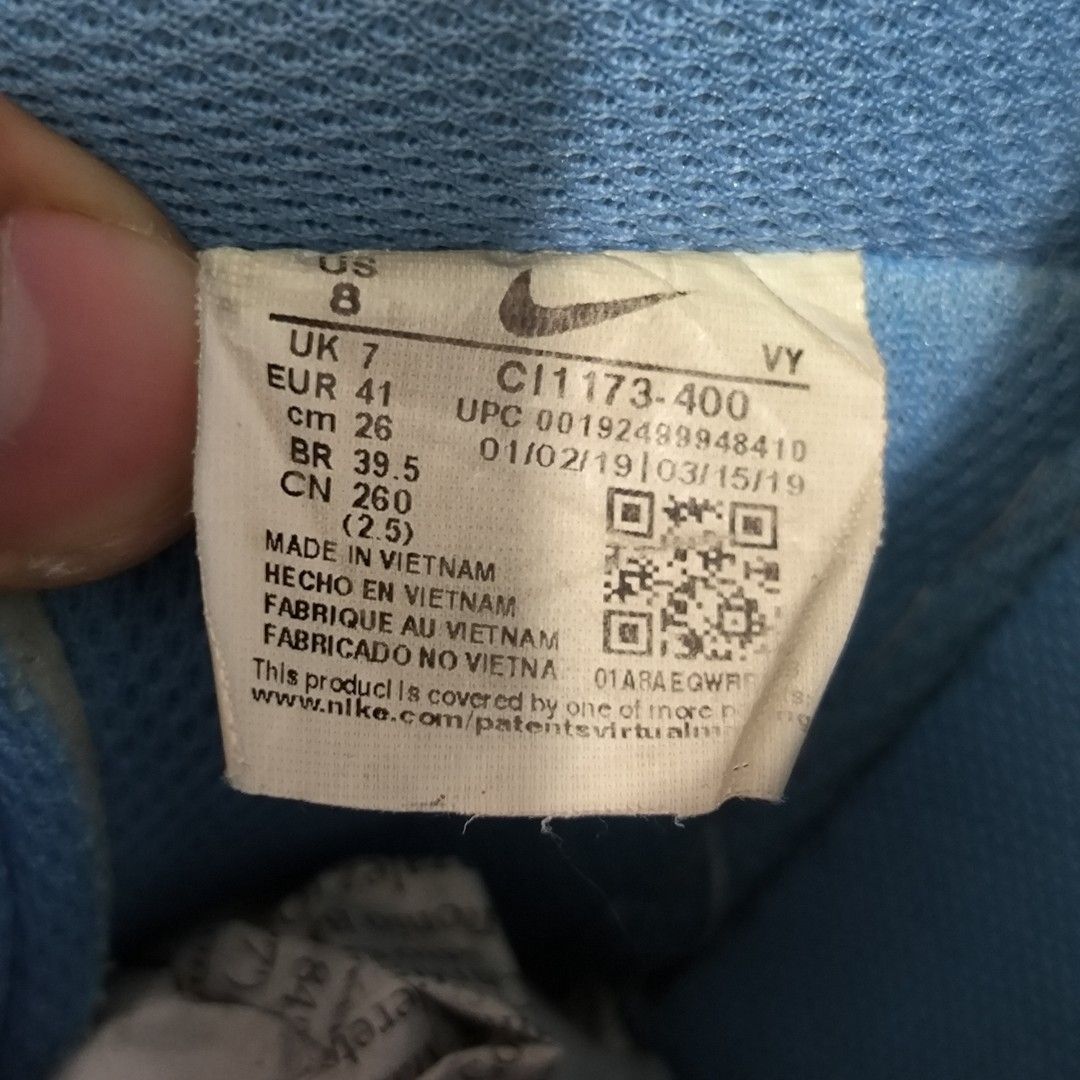 US
8
VY
UK 7
CI1173-400
EUR 41
UPC 00192499948410
cm 26
01/02/19|03/15/19
BR 39.5
CN 260
(2.5)
MADE IN VIETNAM
HECHO EN VIETNAM
FABRIQUE AU VIETNAM
FABRICADO NO VIETNA
01A8AEQWF
This product is covered by one of more
www.nike.com/patentsvirtualm